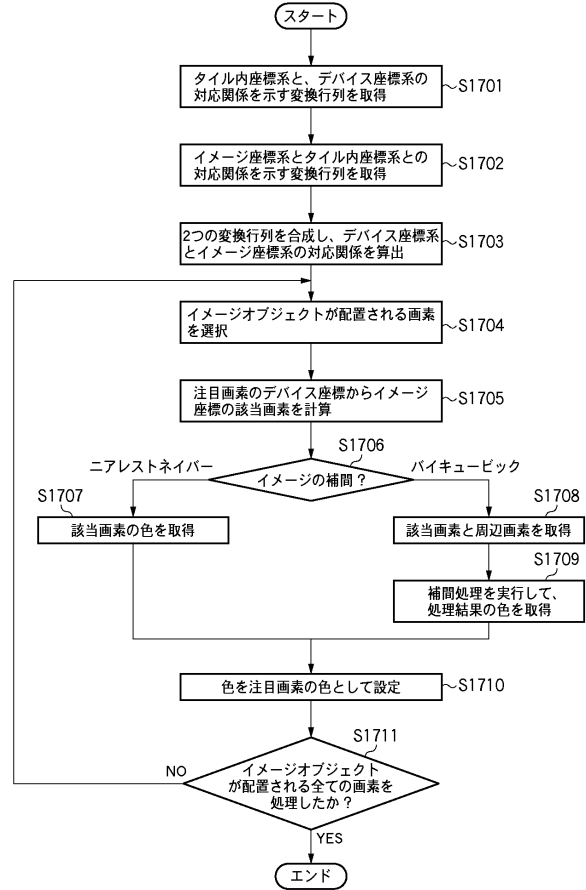 スタート
タイル内座標系と、デバイス座標系の
対応関係を示す変換行列を取得
S1701
イメージ座標系とタイル内座標系との
対応関係を示す変換行列を取得
S1702
2つの変換行列を合成し、デバイス座標系
とイメージ座標系の対応関係を算出
S1703
イメージオブジェクトが配置される画素
を選択
S1704
注目画素のデバイス座標からイメージ
座標の該当画素を計算
S1705
S1706
イメージの補間？
ニアレストネイバー
バイキュービック
S1707
該当画素の色を取得
S1708
該当画素と周辺画素を取得
S1709
補間処理を実行して、
処理結果の色を取得
色を注目画素の色として設定
S1710
S1711
イメージオブジェクト
が配置される全ての画素を
処理したか？
NO
YES
エンド